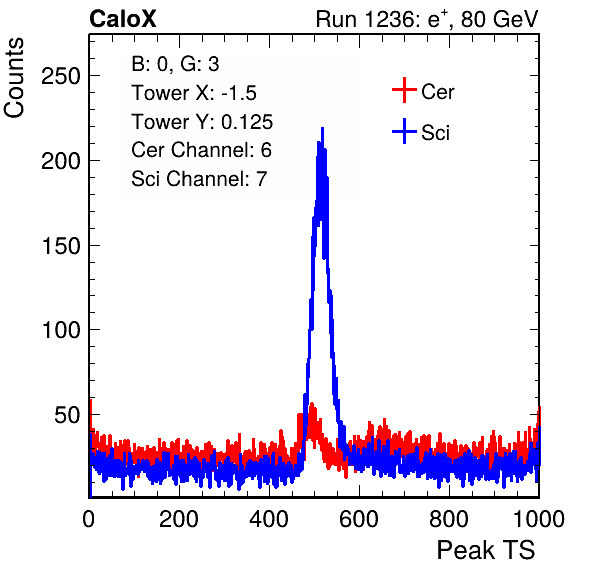 CaloX Run 1236: e⁺, 80 GeV
Counts
B: 0, G: 3
Tower X: -1.5
Tower Y: 0.125
Cer Channel: 6
Sci Channel: 7
Cer
Sci
250
200
150
100
50
0 200 400 600 800 1000
Peak TS